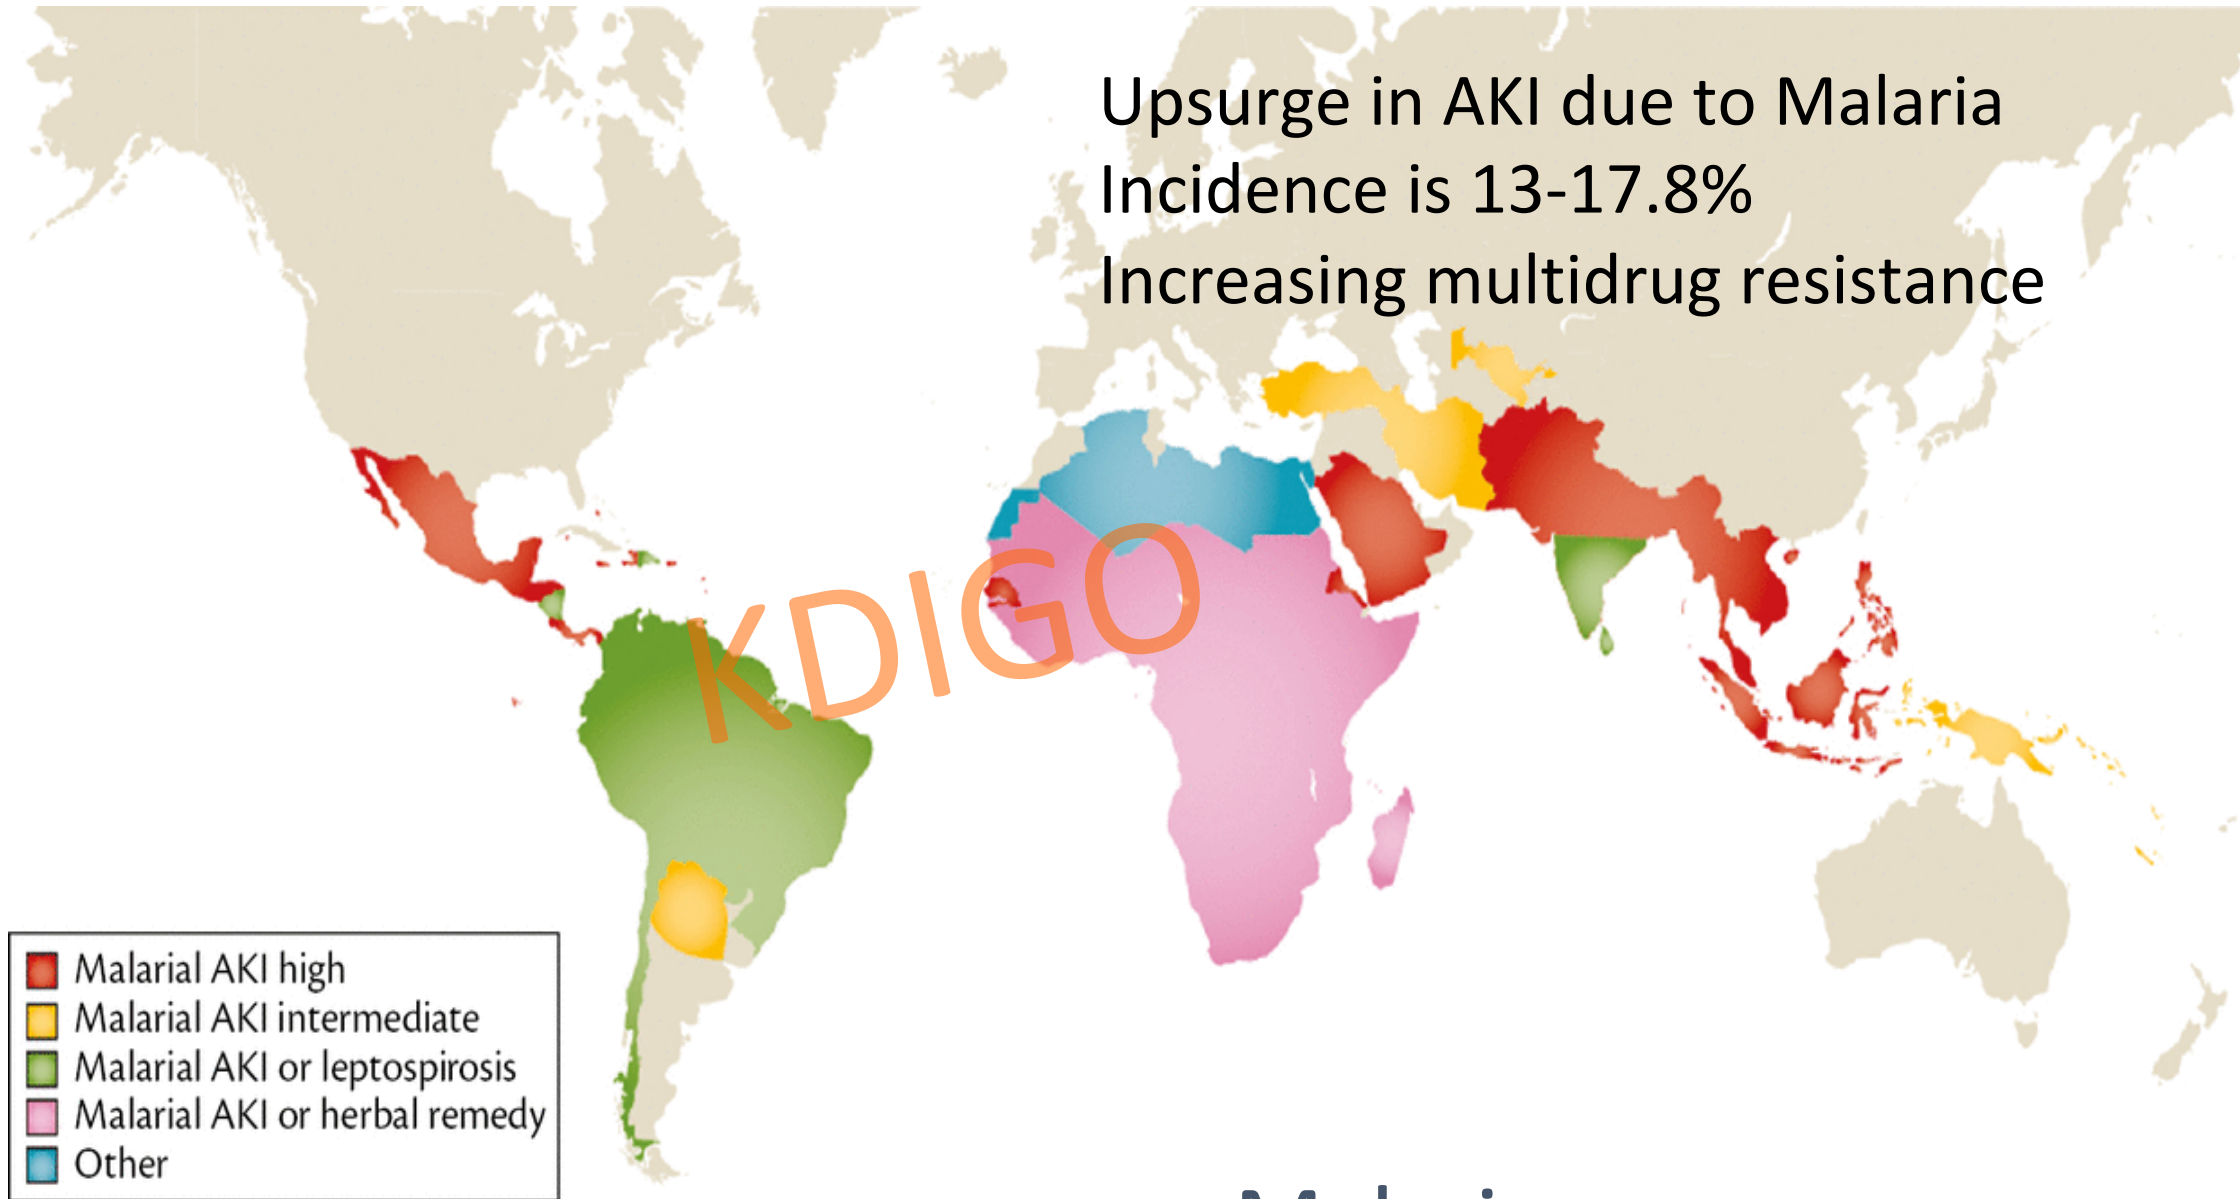 Upsurge in AKI due to Malaria
Incidence is 13-17.8%
Increasing multidrug resistance
KDIGO
Malarial AKI high
Malarial AKI intermediate
Malarial AKI or leptospirosis
Malarial AKI or herbal remedy
Other